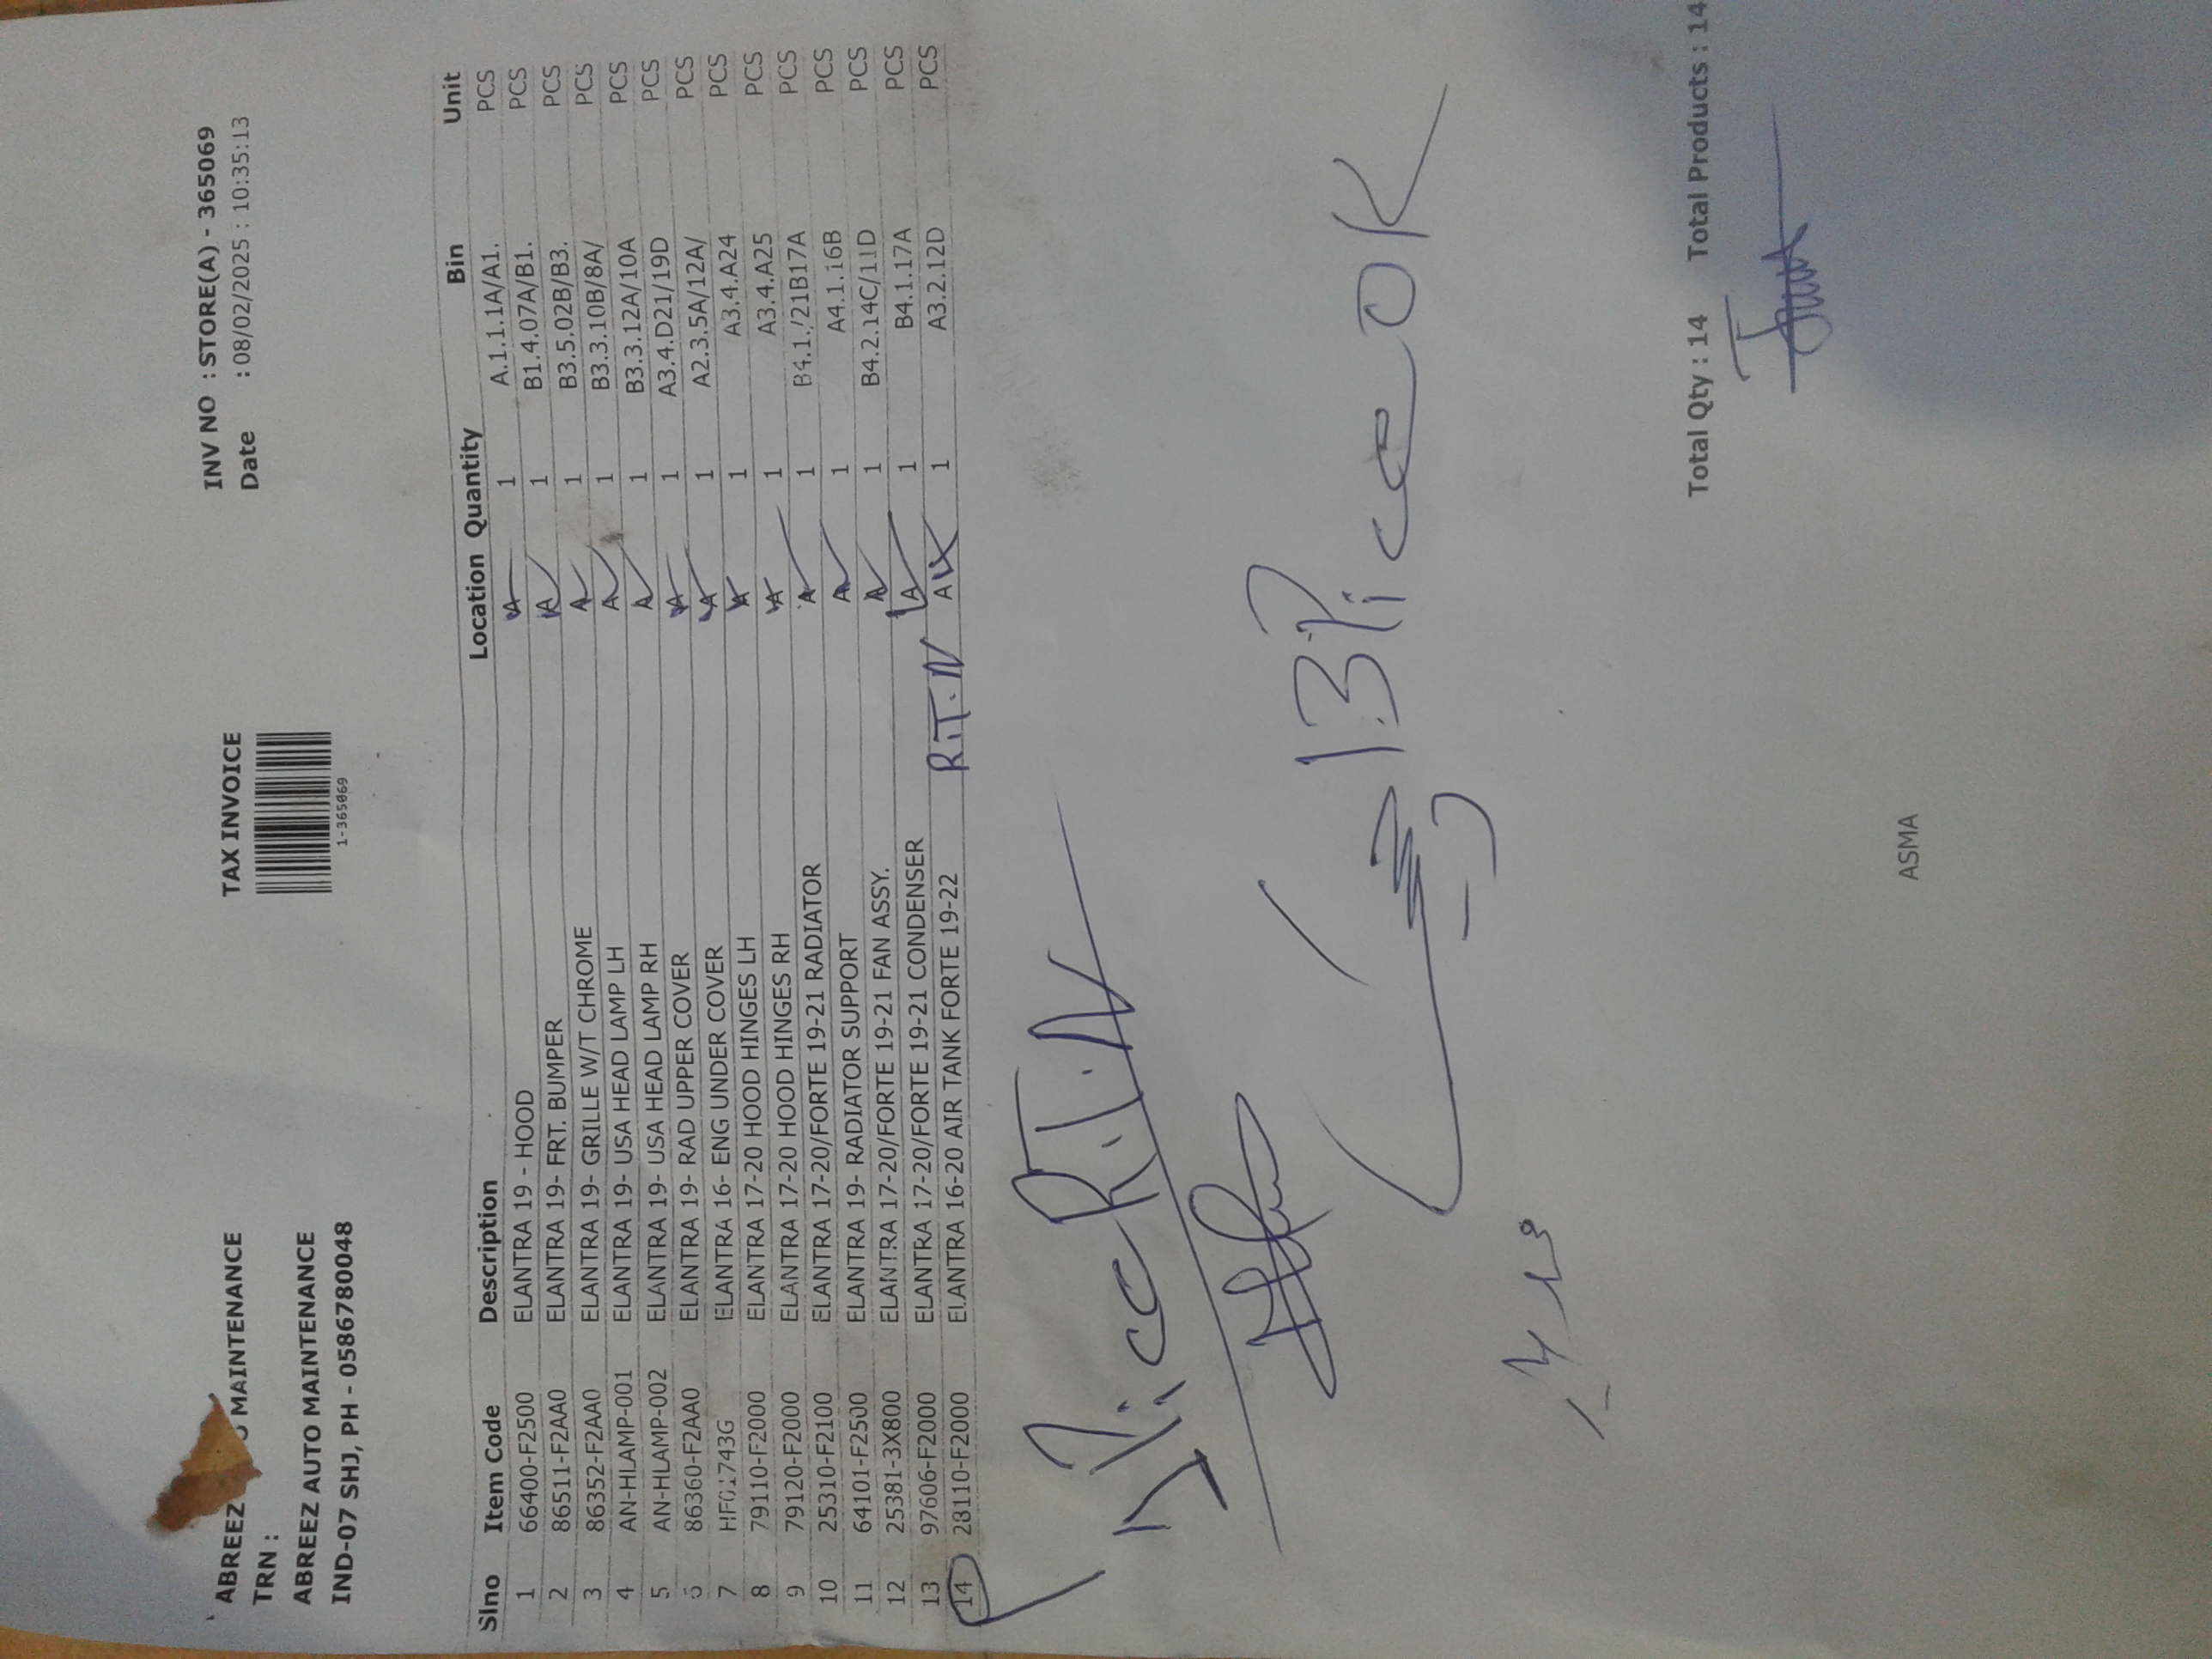 ABREEZ O MAINTENANCE TAX INVOICE INV NO : STORE(A) - 365069
TRN : Date : 08/02/2025 : 10:35:13
1-365069
ABREEZ AUTO MAINTENANCE
IND-07 SHJ, PH - 0586780048
Slno Item Code Description Location Quantity Bin Unit
1 66400-F2500 ELANTRA 19 - HOOD A 1 A.1.1.1A/A1. PCS
2 86511-F2AA0 ELANTRA 19- FRT. BUMPER A 1 B1.4.07A/B1. PCS
3 86352-F2AA0 ELANTRA 19- GRILLE W/T CHROME A 1 B3.5.02B/B3. PCS
4 AN-HLAMP-001 ELANTRA 19- USA HEAD LAMP LH A 1 B3.3.10B/8A/ PCS
5 AN-HLAMP-002 ELANTRA 19- USA HEAD LAMP RH A 1 B3.3.12A/10A PCS
6 86360-F2AA0 ELANTRA 19- RAD UPPER COVER A 1 A3.4.D21/19D PCS
7 HF01743G ELANTRA 16- ENG UNDER COVER A 1 A2.3.5A/12A/ PCS
8 79110-F2000 ELANTRA 17-20 HOOD HINGES LH A 1 A3.4.A24 PCS
9 79120-F2000 ELANTRA 17-20 HOOD HINGES RH A 1 A3.4.A25 PCS
10 25310-F2100 ELANTRA 17-20/FORTE 19-21 RADIATOR A 1 B4.1./21B17A PCS
11 64101-F2500 ELANTRA 19- RADIATOR SUPPORT A 1 A4.1.16B PCS
12 25381-3X800 ELANTRA 17-20/FORTE 19-21 FAN ASSY. A 1 B4.2.14C/11D PCS
13 97606-F2000 ELANTRA 17-20/FORTE 19-21 CONDENSER A 1 B4.1.17A PCS
14 28110-F2000 ELANTRA 16-20 AIR TANK FORTE 19-22 RIT.N A 1 A3.2.12D PCS
1 Picc RT.N
13 Picce OK
Total Qty : 14 Total Products : 14
ASMA